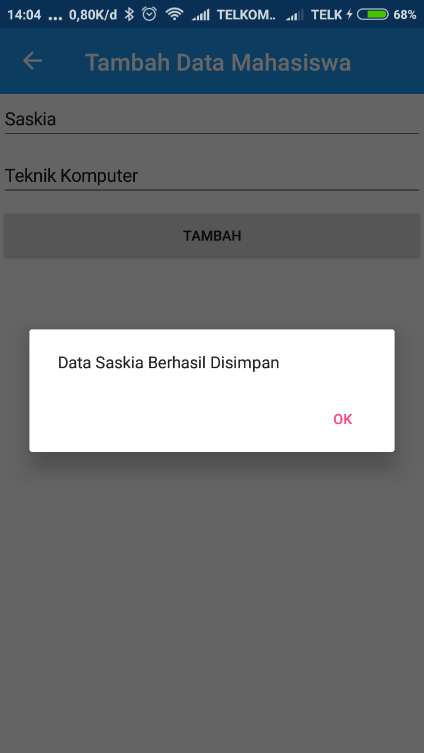 14:04 ... 0,80K/d TELKOM.. TELK 68%
Tambah Data Mahasiswa
Saskia
Teknik Komputer
TAMBAH
Data Saskia Berhasil Disimpan
OK